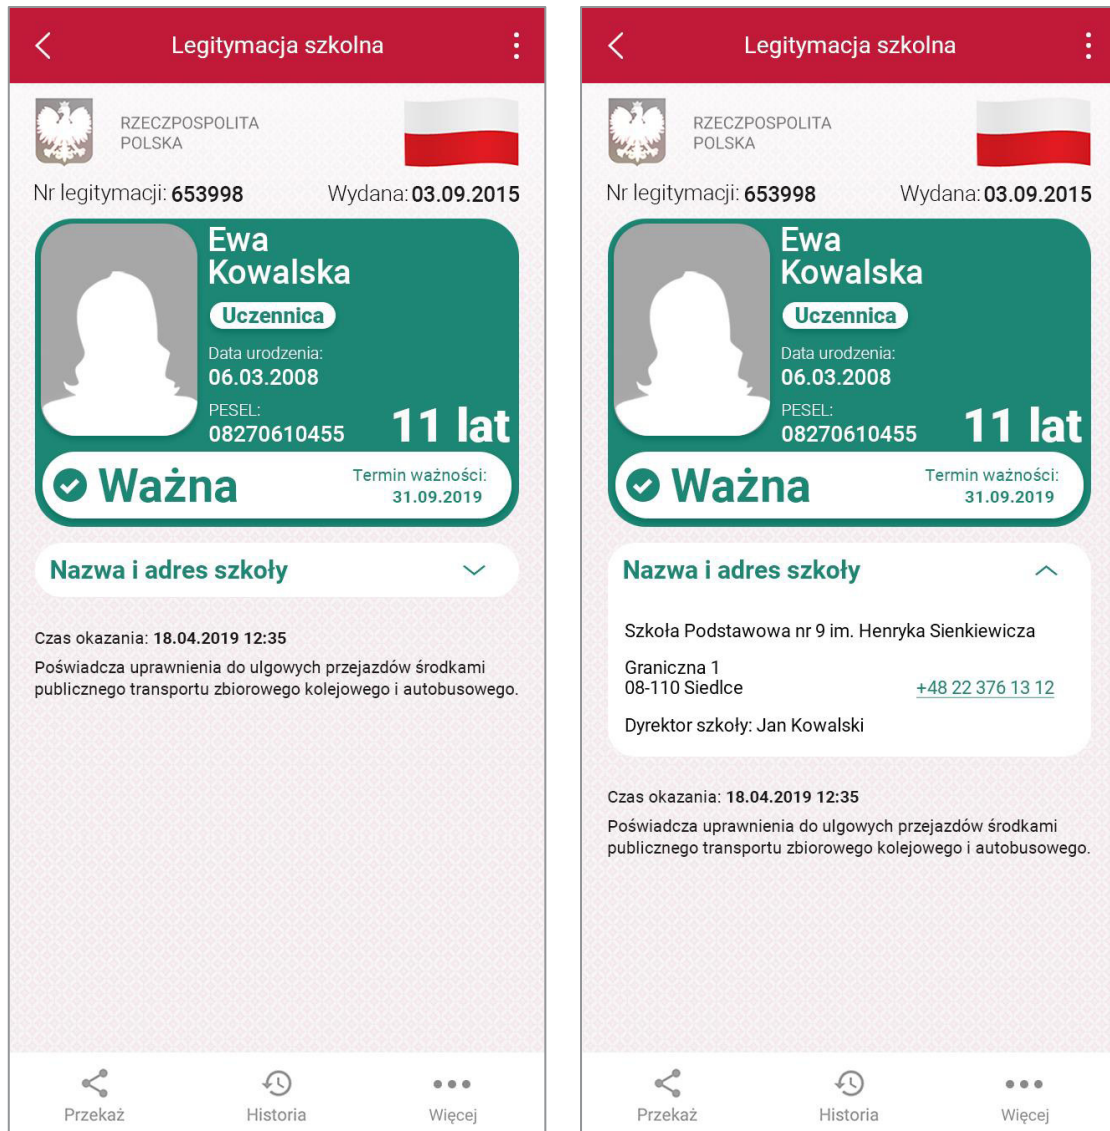 Legitymacja szkolna
RZECZPOSPOLITA
POLSKA
Nr legitymacji: 653998 Wydana: 03.09.2015
Ewa
Kowalska
Uczennica
Data urodzenia:
06.03.2008
PESEL:
08270610455
11 lat
Ważna
Termin ważności:
31.09.2019
Nazwa i adres szkoły
Czas okazania: 18.04.2019 12:35
Poświadcza uprawnienia do ulgowych przejazdów środkami
publicznego transportu zbiorowego kolejowego i autobusowego.
Przekaż Historia Więcej
Legitymacja szkolna
RZECZPOSPOLITA
POLSKA
Nr legitymacji: 653998 Wydana: 03.09.2015
Ewa
Kowalska
Uczennica
Data urodzenia:
06.03.2008
PESEL:
08270610455
11 lat
Ważna
Termin ważności:
31.09.2019
Nazwa i adres szkoły
Szkoła Podstawowa nr 9 im. Henryka Sienkiewicza
Graniczna 1
08-110 Siedlce +48 22 376 13 12
Dyrektor szkoły: Jan Kowalski
Czas okazania: 18.04.2019 12:35
Poświadcza uprawnienia do ulgowych przejazdów środkami
publicznego transportu zbiorowego kolejowego i autobusowego.
Przekaż Historia Więcej